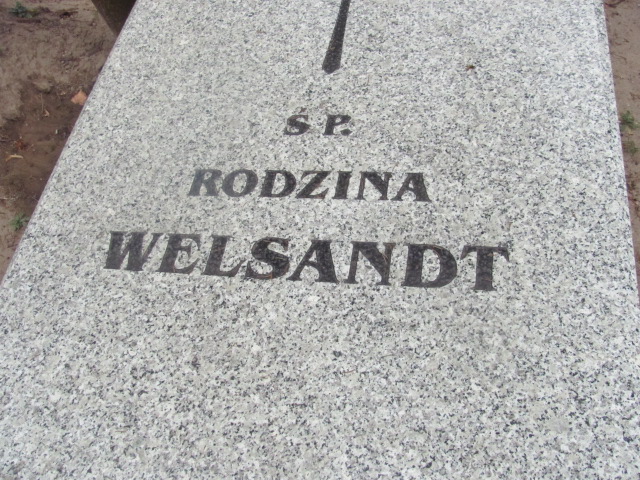 Ś P.
RODZINA
WELSANDT